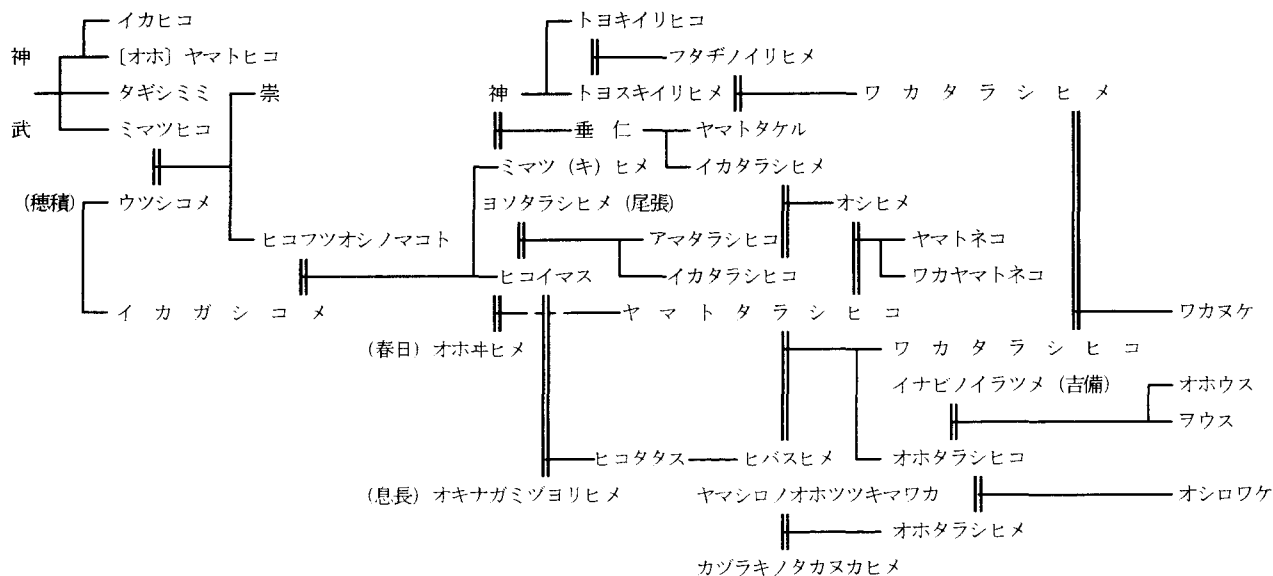 イカヒコ トヨキイリヒコ
神 〔オホ〕ヤマトヒコ フタヂノイリヒメ
タギシミミ 崇 神 トヨスキイリヒメ ワカタラシヒメ
武 ミマツヒコ 垂仁 ヤマトタケル
ミマツ(キ)ヒメ イカタラシヒメ
(穂積) ウツシコメ ヨソタラシヒメ(尾張) オシヒメ
ヒコフツオシノマコト アマタラシヒコ ヤマトネコ
ヒコイマス イカタラシヒコ ワカヤマトネコ
イカガシコメ ヤマトタラシヒコ ワカヌケ
(春日)オホヰヒメ ワカタラシヒコ
イナビノイラツメ(吉備) オホウス
ヲウス
ヒコタタス ヒバスヒメ オホタラシヒコ
(息長)オキナガミヅヨリヒメ ヤマシロノオホツツキマワカ オシロワケ
オホタラシヒメ
カヅラキノタカヌカヒメ